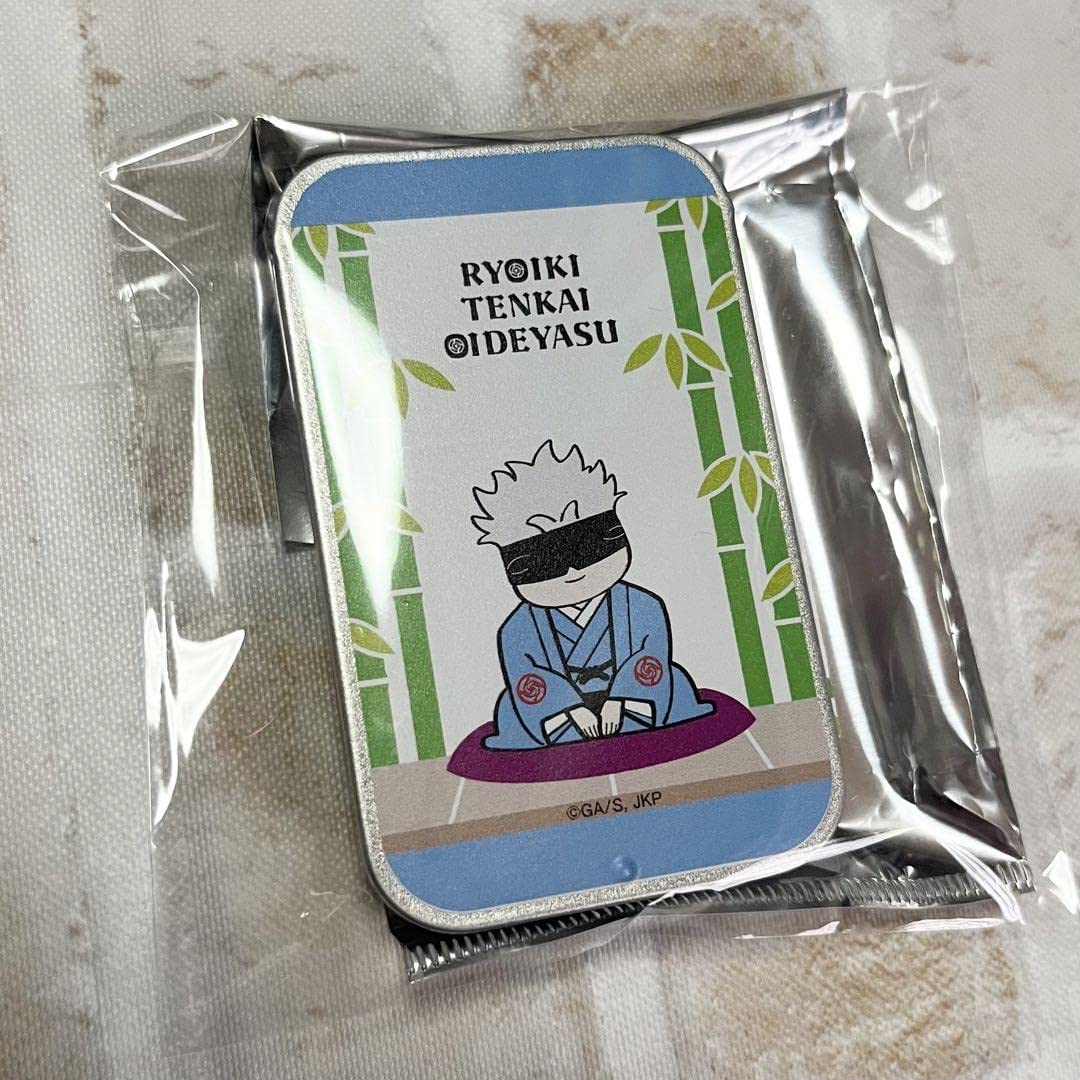 RYOIKI
TENKAI
OIDEYASU
©GA/S, JKP